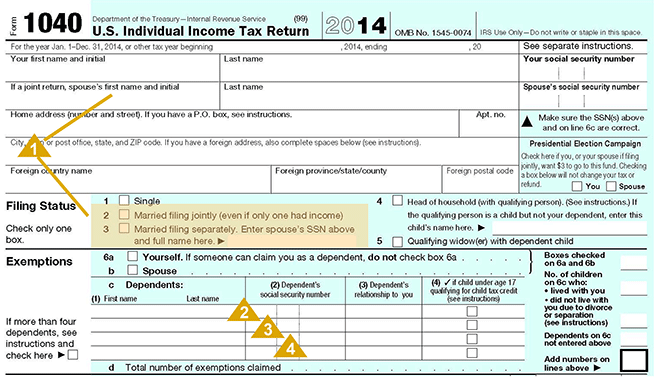 Form 1040 Department of the Treasury—Internal Revenue Service (99)
U.S. Individual Income Tax Return 2014 OMB No. 1545-0074 IRS Use Only—Do not write or staple in this space.
For the year Jan. 1–Dec. 31, 2014, or other tax year beginning , 2014, ending , 20 See separate instructions.
Your first name and initial Last name Your social security number
If a joint return, spouse's first name and initial Last name Spouse's social security number
Home address (number and street). If you have a P.O. box, see instructions. Apt. no.
▲ Make sure the SSN(s) above
and on line 6c are correct.
City, or post office, state, and ZIP code. If you have a foreign address, also complete spaces below (see instructions).
1
Foreign country name Foreign province/state/county Foreign postal code
Presidential Election Campaign
Check here if you, or your spouse if filing
jointly, want $3 to go to this fund. Checking
a box below will not change your tax or
refund. You Spouse
Filing Status
Check only one
box.
1 Single
2 Married filing jointly (even if only one had income)
3 Married filing separately. Enter spouse's SSN above
and full name here. ▶
4 Head of household (with qualifying person). (See instructions.) If
the qualifying person is a child but not your dependent, enter this
child's name here. ▶
5 Qualifying widow(er) with dependent child
Exemptions
6a Yourself. If someone can claim you as a dependent, do not check box 6a
b Spouse
c Dependents:
(1) First name Last name
(2) Dependent's
social security number
(3) Dependent's
relationship to you
(4) ✓ if child under age 17
qualifying for child tax credit
(see instructions)
2
3
4
If more than four
dependents, see
instructions and
check here ▶
d Total number of exemptions claimed
Boxes checked
on 6a and 6b
No. of children
on 6c who:
• lived with you
• did not live with
you due to divorce
or separation
(see instructions)
Dependents on 6c
not entered above
Add numbers on
lines above ▶